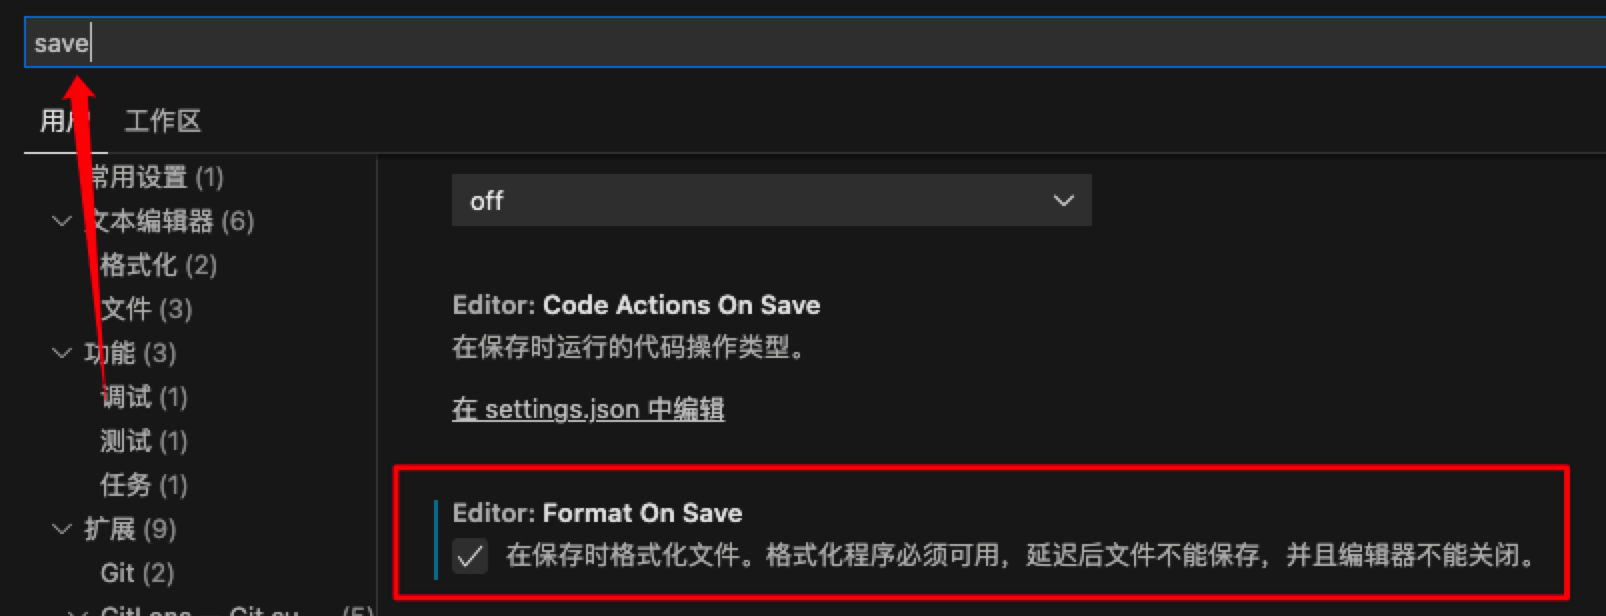 save
用户 工作区
常用设置 (1)
文本编辑器 (6)
格式化 (2)
文件 (3)
功能 (3)
调试 (1)
测试 (1)
任务 (1)
扩展 (9)
Git (2)
GitLens — Git su... (5)
off
Editor: Code Actions On Save
在保存时运行的代码操作类型。
在 settings.json 中编辑
Editor: Format On Save
在保存时格式化文件。格式化程序必须可用，延迟后文件不能保存，并且编辑器不能关闭。